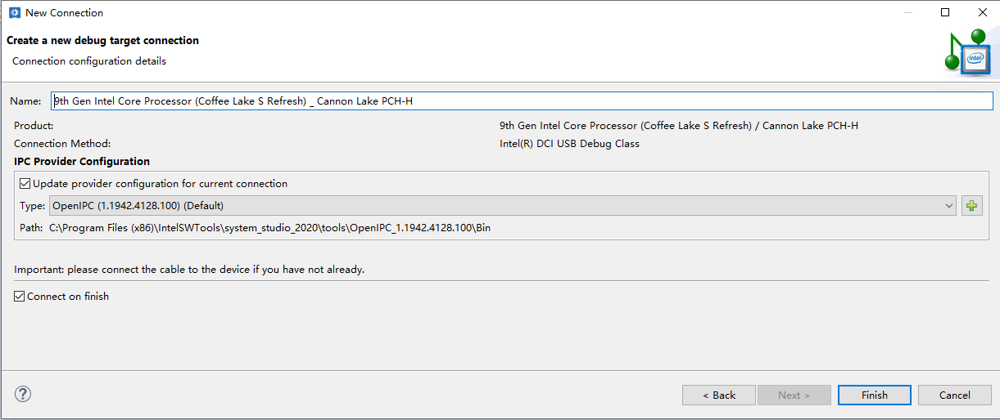 New Connection
Create a new debug target connection
Connection configuration details
intel
Name: 9th Gen Intel Core Processor (Coffee Lake S Refresh) _ Cannon Lake PCH-H
Product: 9th Gen Intel Core Processor (Coffee Lake S Refresh) / Cannon Lake PCH-H
Connection Method: Intel(R) DCI USB Debug Class
IPC Provider Configuration
Update provider configuration for current connection
Type: OpenIPC (1.1942.4128.100) (Default)
Path: C:\Program Files (x86)\IntelSWTools\system_studio_2020\tools\OpenIPC_1.1942.4128.100\Bin
Important: please connect the cable to the device if you have not already.
Connect on finish
? < Back Next > Finish Cancel